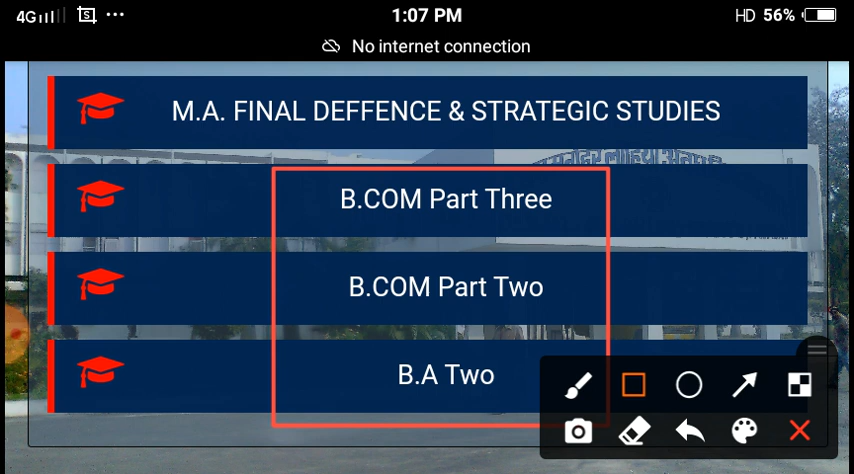 4G
1:07 PM
HD 56%
No internet connection
M.A. FINAL DEFFENCE & STRATEGIC STUDIES
B.COM Part Three
B.COM Part Two
B.A Two